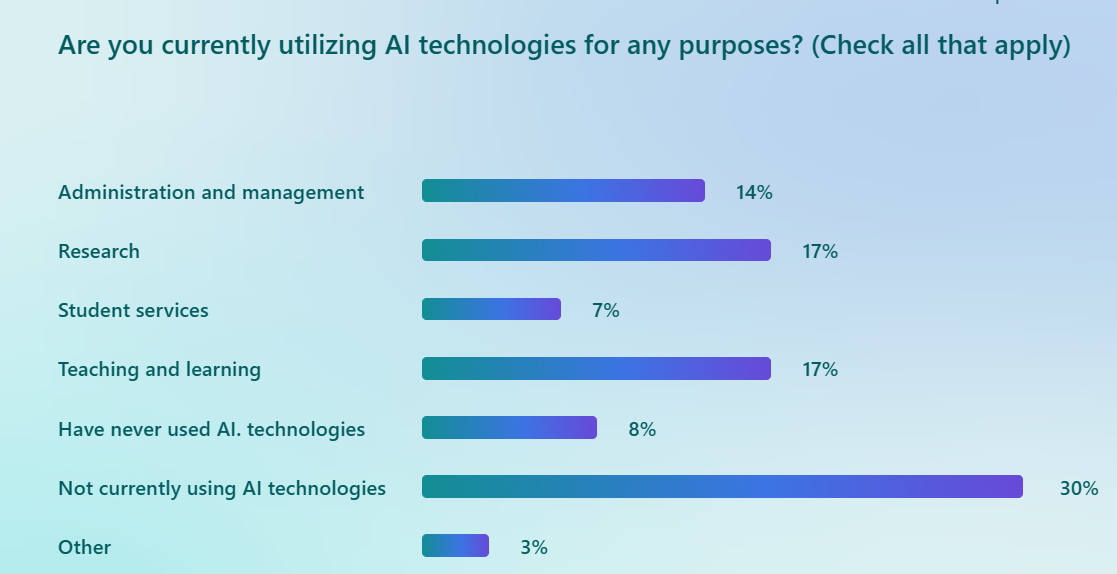 Are you currently utilizing AI technologies for any purposes? (Check all that apply)
Administration and management 14%
Research 17%
Student services 7%
Teaching and learning 17%
Have never used AI. technologies 8%
Not currently using AI technologies 30%
Other 3%